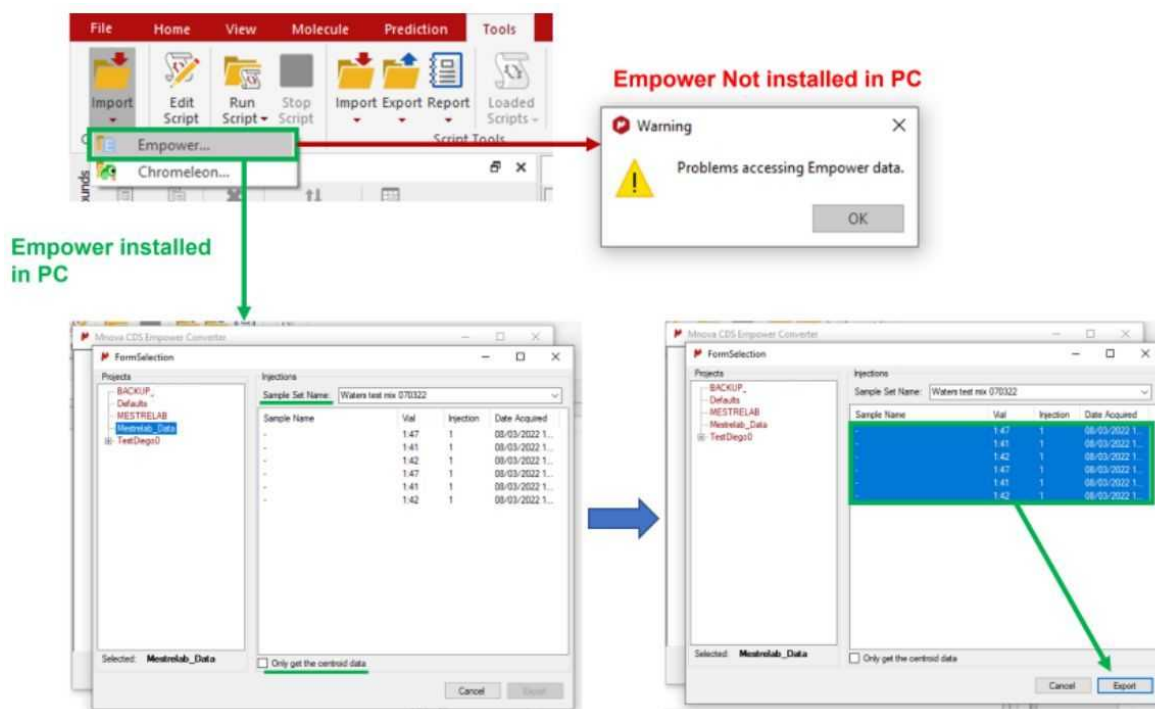 File Home View Molecule Prediction Tools
Import Edit Script Run Script Stop Script Import Export Report Loaded Scripts
Script Tools
Empower...
Chromeleon...
Empower Not installed in PC
Warning
Problems accessing Empower data.
OK
Empower installed
in PC
Mnova CDS Empower Converter
FormSelection
Projects
BACKUP_
Defaults
MESTRELAB
Mestrelab_Data
TestDiego0
Selected: Mestrelab_Data
Injections
Sample Set Name: Waters test mix 070322
Sample Name Vial Injection Date Acquired
- 1:47 1 08/03/2022 1...
- 1:41 1 08/03/2022 1...
- 1:42 1 08/03/2022 1...
- 1:47 1 08/03/2022 1...
- 1:41 1 08/03/2022 1...
- 1:42 1 08/03/2022 1...
Only get the centroid data
Cancel Export
Mnova CDS Empower Converter
FormSelection
Projects
BACKUP_
Defaults
MESTRELAB
Mestrelab_Data
TestDiego0
Selected: Mestrelab_Data
Injections
Sample Set Name: Waters test mix 070322
Sample Name Vial Injection Date Acquired
- 1:47 1 08/03/2022 1...
- 1:41 1 08/03/2022 1...
- 1:42 1 08/03/2022 1...
- 1:47 1 08/03/2022 1...
- 1:41 1 08/03/2022 1...
- 1:42 1 08/03/2022 1...
Only get the centroid data
Cancel Export